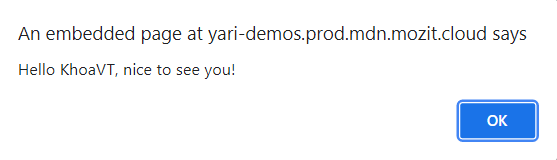 An embedded page at yari-demos.prod.mdn.mozit.cloud says
Hello KhoaVT, nice to see you!
OK